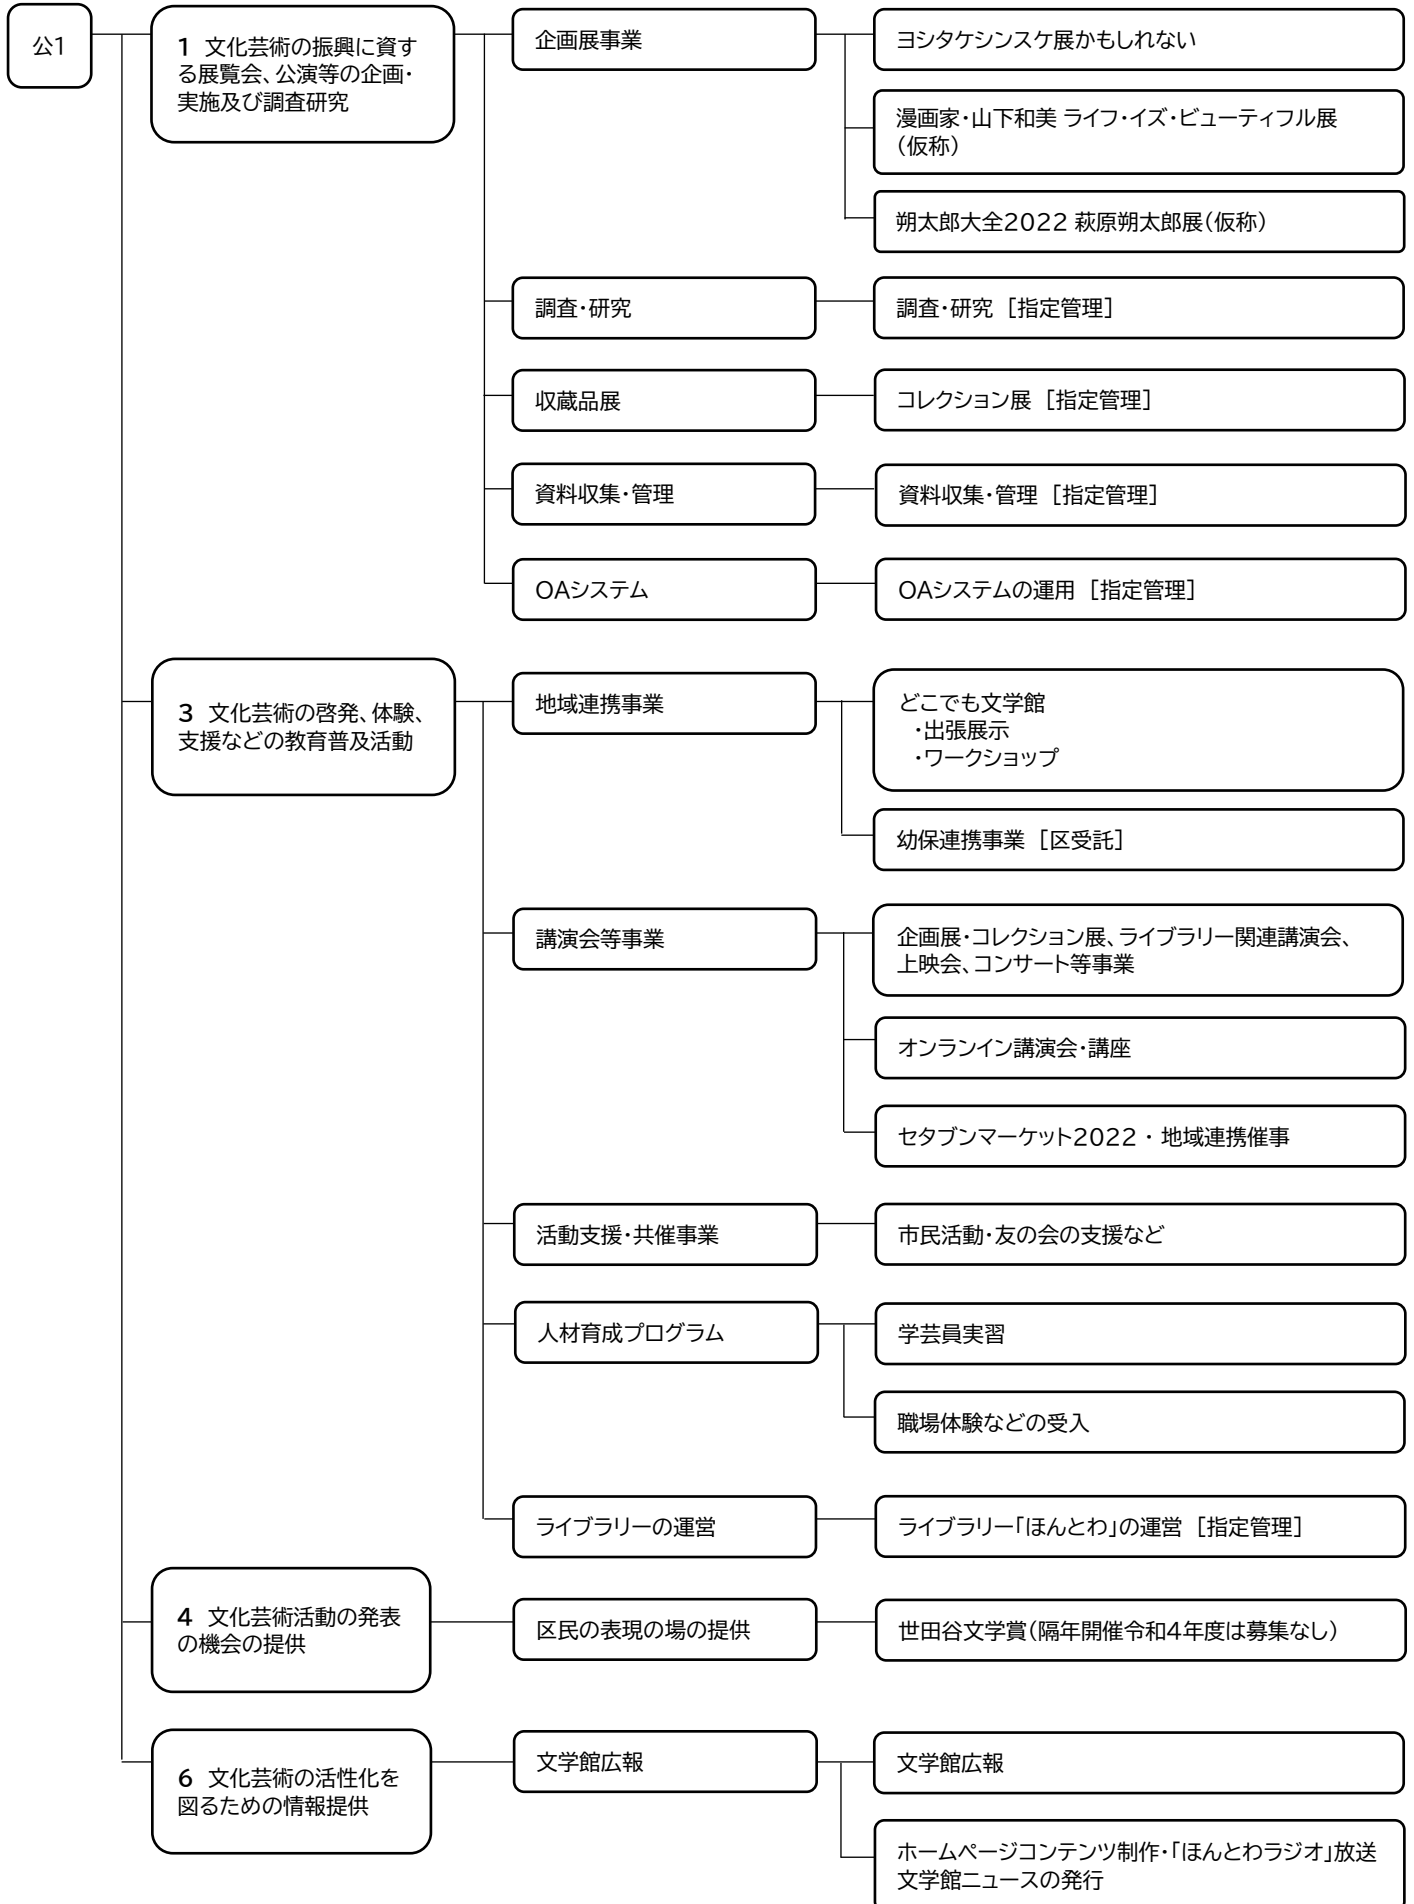 公1
1 文化芸術の振興に資す
る展覧会、公演等の企画・
実施及び調査研究
企画展事業
ヨシタケシンスケ展かもしれない
漫画家・山下和美 ライフ・イズ・ビューティフル展
(仮称)
朔太郎大全2022 萩原朔太郎展(仮称)
調査・研究
調査・研究 [指定管理]
収蔵品展
コレクション展 [指定管理]
資料収集・管理
資料収集・管理 [指定管理]
OAシステム
OAシステムの運用 [指定管理]
3 文化芸術の啓発、体験、
支援などの教育普及活動
地域連携事業
どこでも文学館
・出張展示
・ワークショップ
幼保連携事業 [区受託]
講演会等事業
企画展・コレクション展、ライブラリー関連講演会、
上映会、コンサート等事業
オンランイン講演会・講座
セタブンマーケット2022 ・ 地域連携催事
活動支援・共催事業
市民活動・友の会の支援など
人材育成プログラム
学芸員実習
職場体験などの受入
ライブラリーの運営
ライブラリー「ほんとわ」の運営 [指定管理]
4 文化芸術活動の発表
の機会の提供
区民の表現の場の提供
世田谷文学賞(隔年開催令和4年度は募集なし)
6 文化芸術の活性化を
図るための情報提供
文学館広報
文学館広報
ホームページコンテンツ制作・「ほんとわラジオ」放送
文学館ニュースの発行